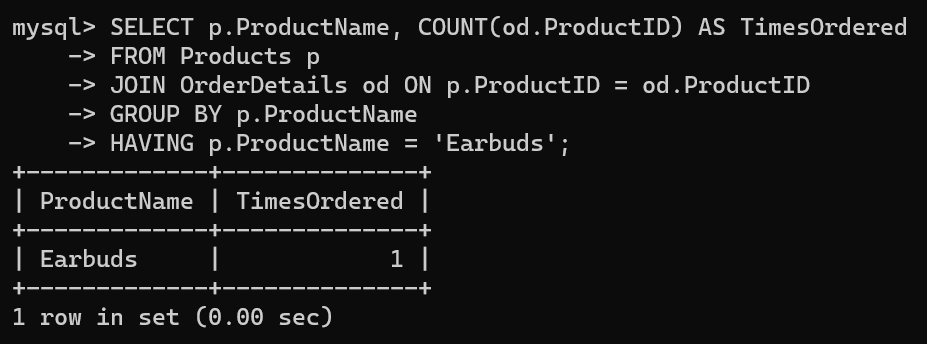 mysql> SELECT p.ProductName, COUNT(od.ProductID) AS TimesOrdered
    -> FROM Products p
    -> JOIN OrderDetails od ON p.ProductID = od.ProductID
    -> GROUP BY p.ProductName
    -> HAVING p.ProductName = 'Earbuds';
+-------------+--------------+
| ProductName | TimesOrdered |
+-------------+--------------+
| Earbuds     |            1 |
+-------------+--------------+
1 row in set (0.00 sec)